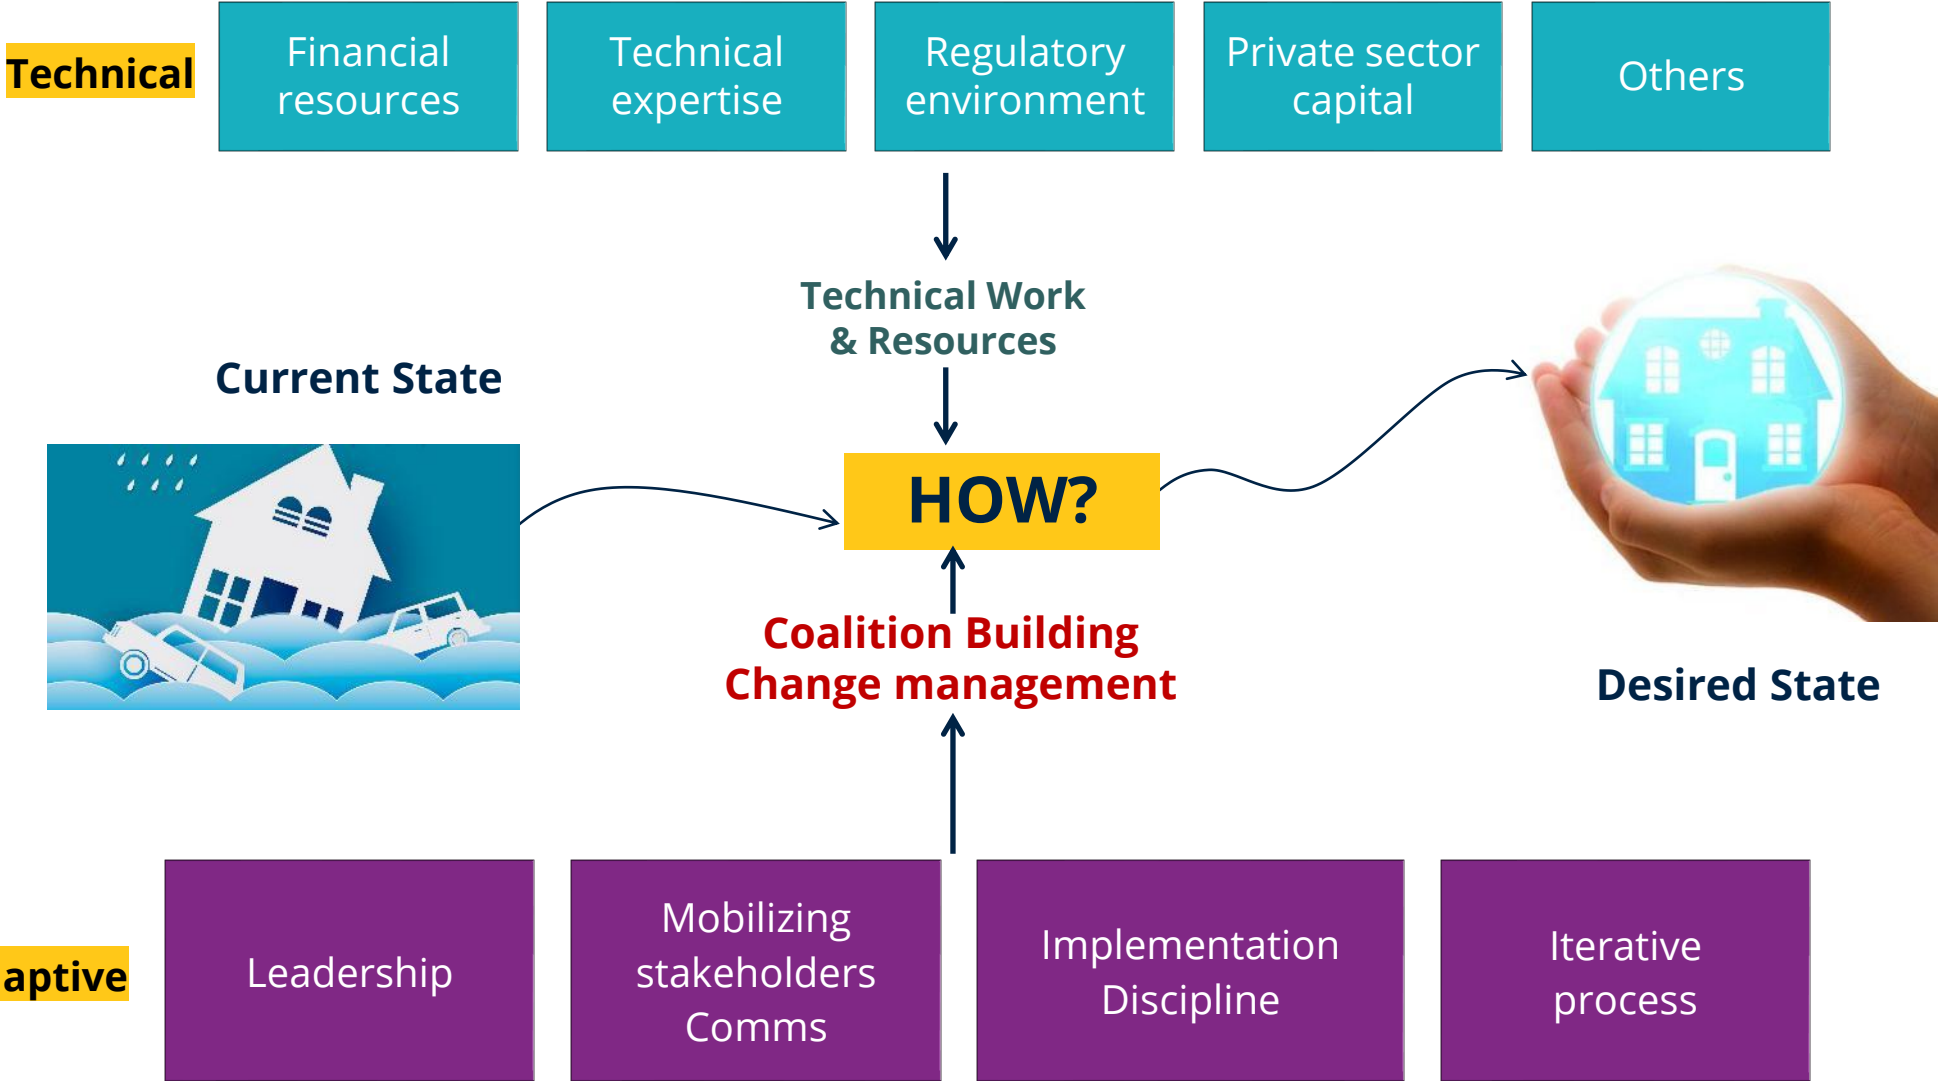 Technical
Financial
resources
Technical
expertise
Regulatory
environment
Private sector
capital
Others
Technical Work
& Resources
Current State
HOW?
Coalition Building
Change management
Desired State
aptive
Leadership
Mobilizing
stakeholders
Comms
Implementation
Discipline
Iterative
process